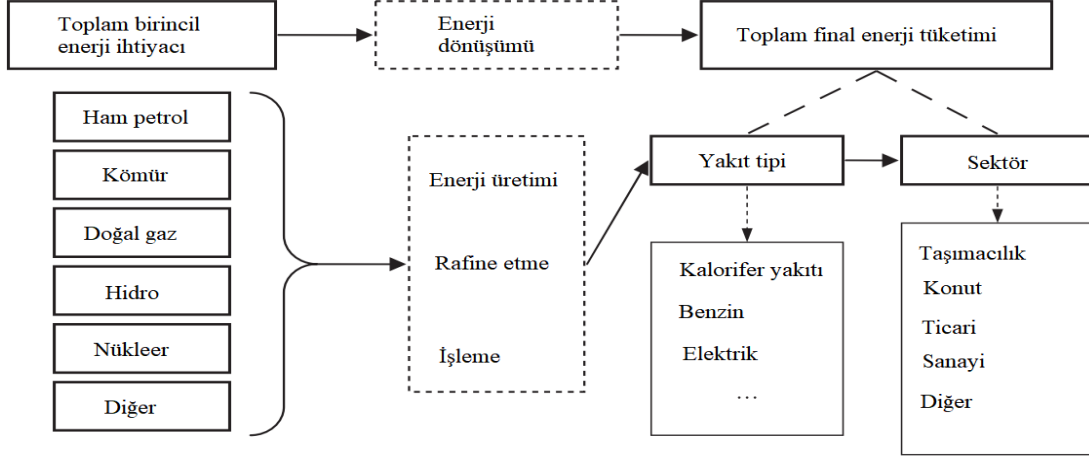 Toplam birincil
enerji ihtiyacı
Enerji
dönüşümü
Toplam final enerji tüketimi
Ham petrol
Kömür
Doğal gaz
Hidro
Nükleer
Diğer
Enerji üretimi
Rafine etme
İşleme
Yakıt tipi
Sektör
Kalorifer yakıtı
Benzin
Elektrik
...
Taşımacılık
Konut
Ticari
Sanayi
Diğer